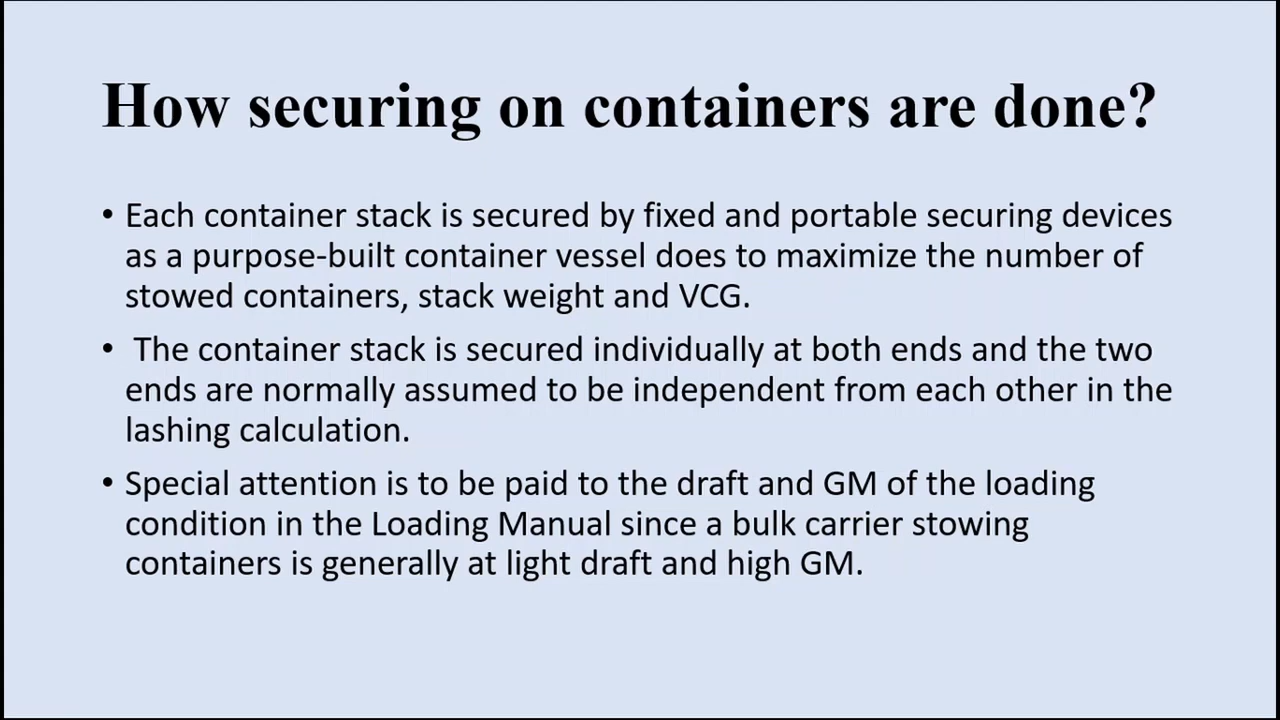 How securing on containers are done?
• Each container stack is secured by fixed and portable securing devices
as a purpose-built container vessel does to maximize the number of
stowed containers, stack weight and VCG.
• The container stack is secured individually at both ends and the two
ends are normally assumed to be independent from each other in the
lashing calculation.
• Special attention is to be paid to the draft and GM of the loading
condition in the Loading Manual since a bulk carrier stowing
containers is generally at light draft and high GM.